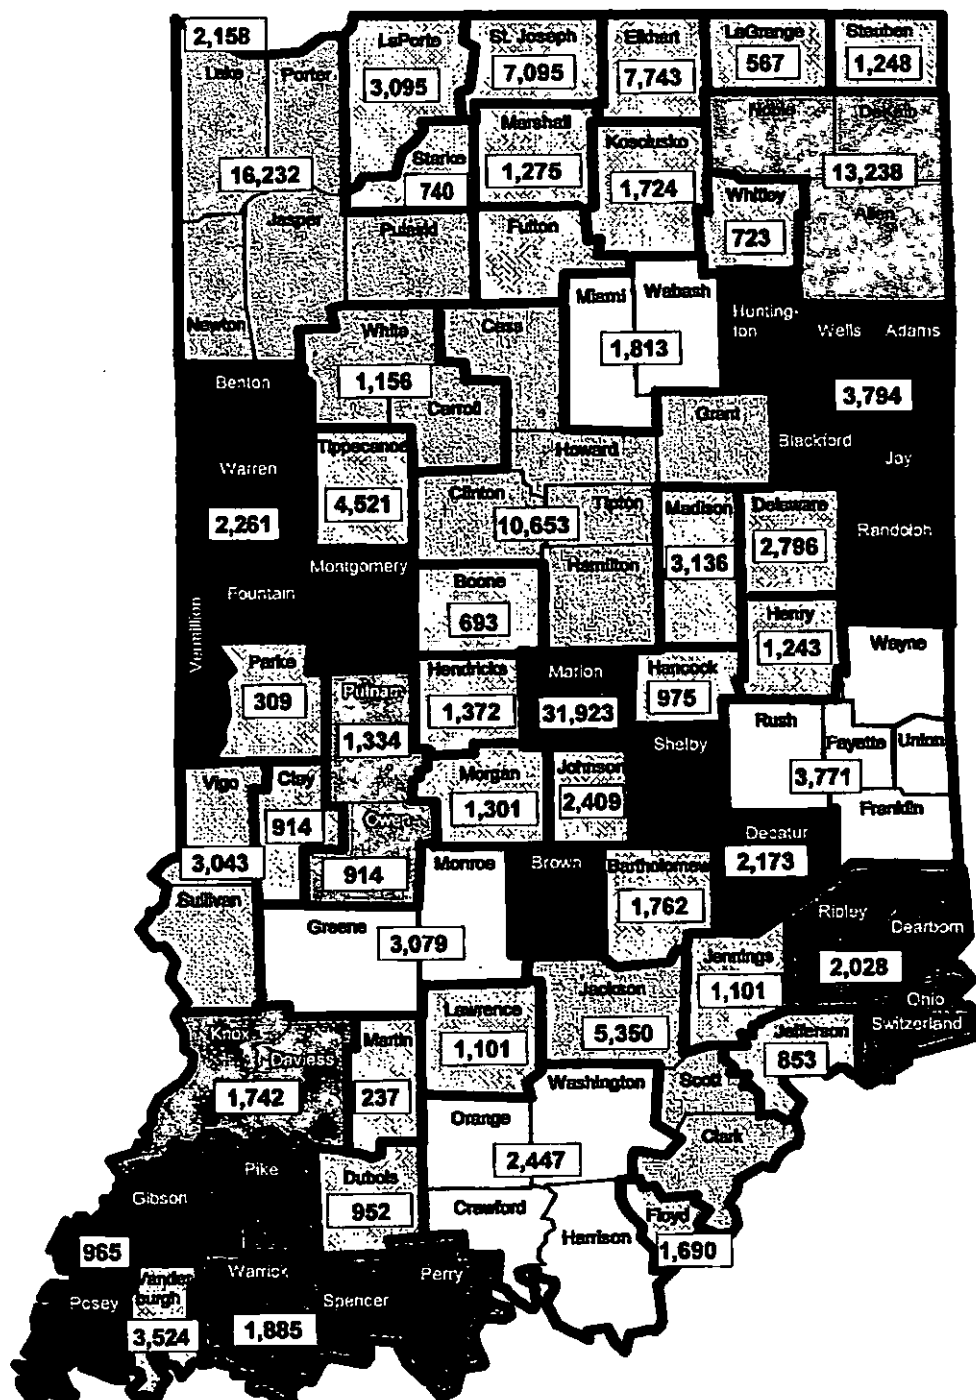 2,158
LaPorte
3,095
St. Joseph
7,095
Elkhart
7,743
LaGrange
567
Steuben
1,248
Lake
Porter
16,232
Starke
740
Marshall
1,275
Kosciusko
1,724
Noble
DeKalb
13,238
Whitley
723
Allen
Jasper
Newton
Pulaski
Fulton
Miami
Wabash
1,813
Hunting-
ton
Wells
Adams
3,794
Benton
White
1,156
Cass
Carroll
Grant
Blackford
Jay
Warren
2,261
Tippecanoe
4,521
Howard
Clinton
10,653
Tipton
Madison
3,136
Delaware
2,796
Randolph
Montgomery
Fountain
Vermillion
Boone
693
Hamilton
Henry
1,243
Wayne
Parke
309
Putnam
1,334
Hendricks
1,372
Marion
31,923
Hancock
975
Rush
Fayette
Union
3,771
Franklin
Shelby
Vigo
3,043
Clay
914
Owen
914
Morgan
1,301
Johnson
2,409
Decatur
2,173
Monroe
Brown
Bartholomew
1,762
Sullivan
Greene
3,079
Ripley
Dearborn
2,028
Ohio
Switzerland
Jennings
1,101
Jackson
5,350
Lawrence
1,101
Jefferson
853
Knox
Daviess
1,742
Martin
237
Washington
Scott
Orange
2,447
Clark
Pike
Gibson
Dubois
952
Crawford
Harrison
Floyd
1,690
965
Posey
Vander
burgh
3,524
Warrick
1,885
Spencer
Perry